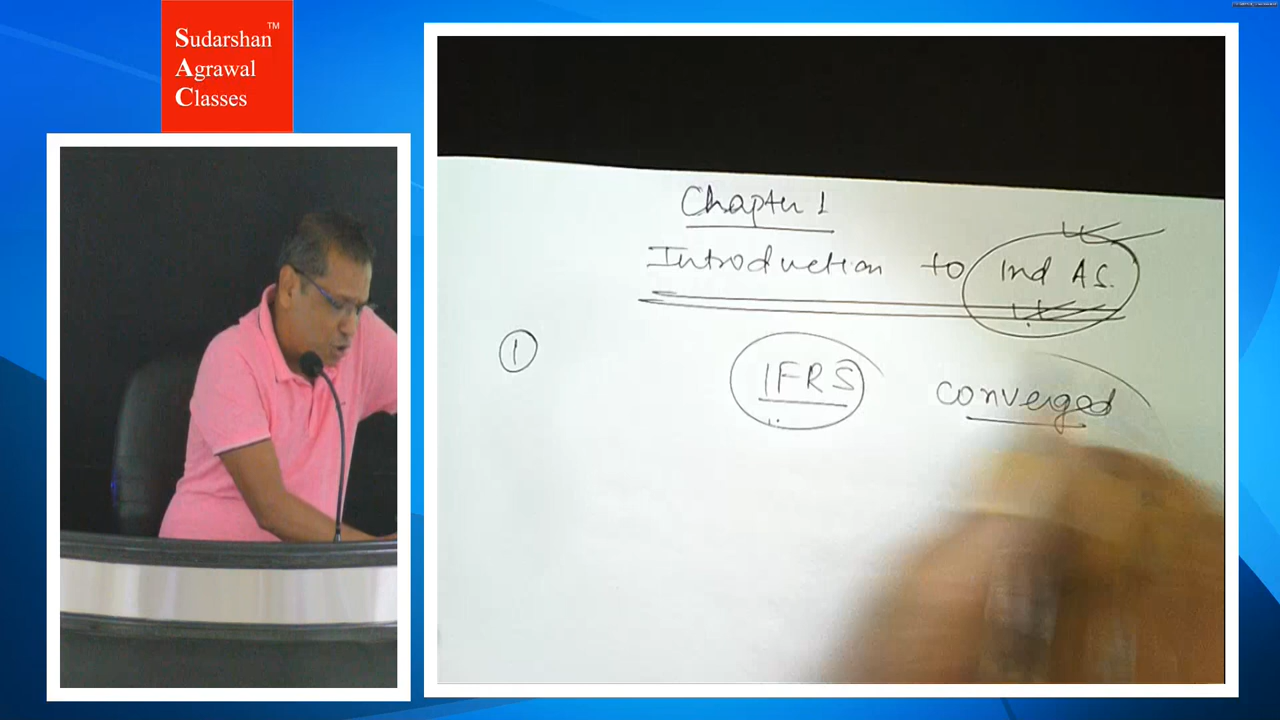 Sudarshan™
Agrawal
Classes
Chapter 1
Introduction to Ind AS.
1
IFRS converged